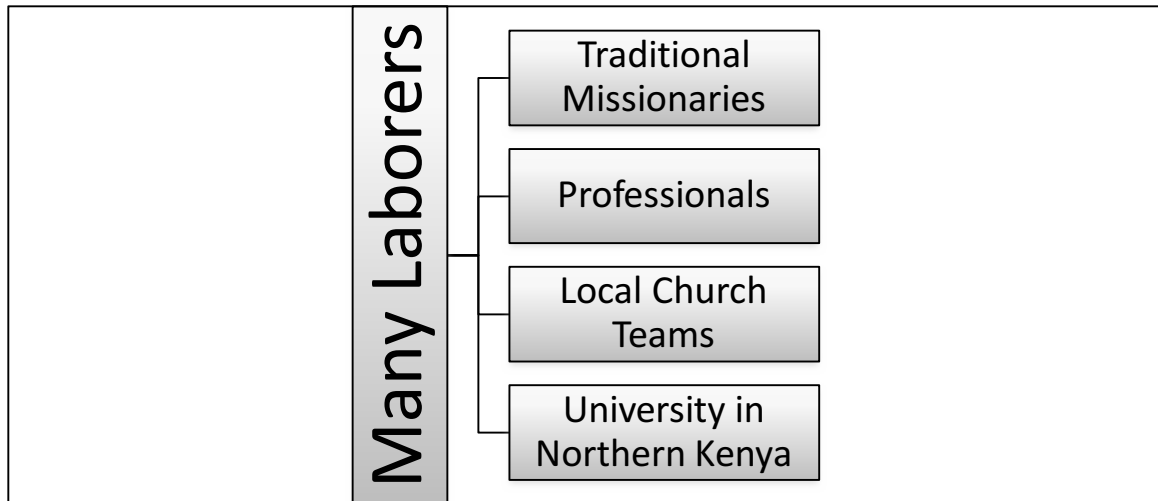 Many Laborers
Traditional
Missionaries
Professionals
Local Church
Teams
University in
Northern Kenya